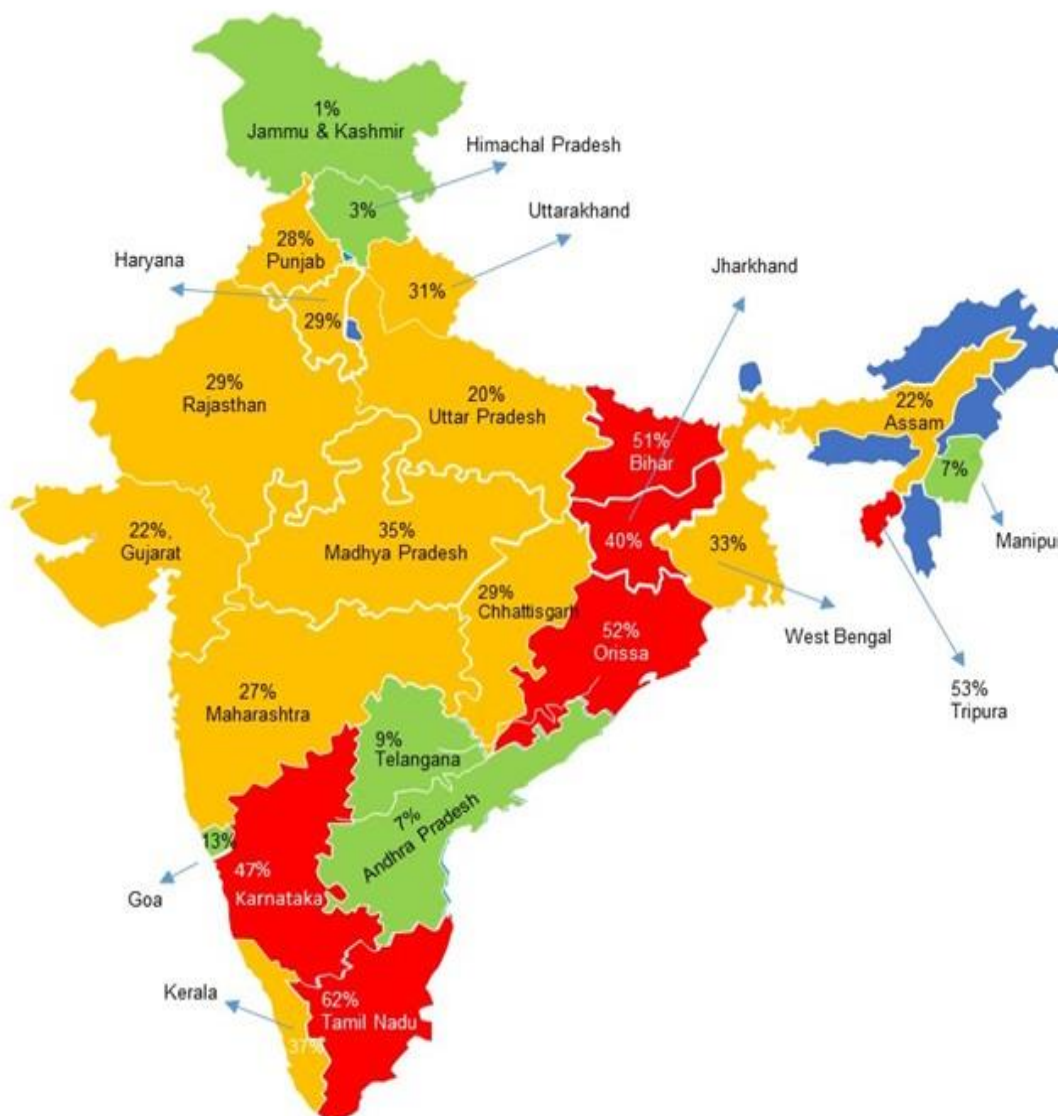 1%
Jammu & Kashmir
Himachal Pradesh
3%
Uttarakhand
28%
Punjab
Haryana
Jharkhand
31%
29%
29%
Rajasthan
20%
Uttar Pradesh
22%
Assam
51%
Bihar
7%
22%,
Gujarat
35%
Madhya Pradesh
40%
33%
Manipur
29%
Chhattisgarh
52%
Orissa
West Bengal
27%
Maharashtra
53%
Tripura
9%
Telangana
7%
Andhra Pradesh
13%
47%
Karnataka
Goa
Kerala
62%
Tamil Nadu
37%